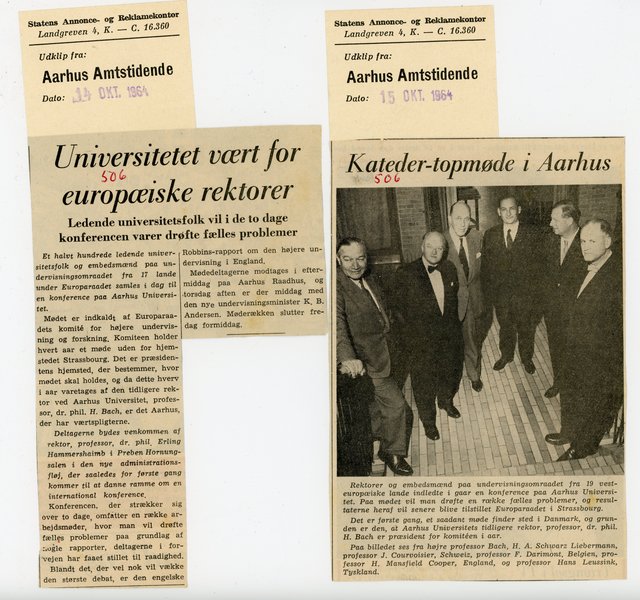 Statens Annonce- og Reklamekontor
Landgreven 4, K. — C. 16.360
Udklip fra:
Aarhus Amtstidende
Dato: 14 OKT. 1964
Universitetet vært for
506
europæiske rektorer
Ledende universitetsfolk vil i de to dage
konferencen varer drøfte fælles problemer
Et halvt hundrede ledende univer-
sitetsfolk og embedsmænd paa un-
dervisningsomraadet fra 17 lande
under Europaraadet samles i dag til
en konference paa Aarhus Universi-
tet.
Mødet er indkaldt af Europaraa-
dets komité for højere undervis-
ning og forskning. Komiteen holder
hvert aar et møde uden for hjem-
stedet Strasbourg. Det er præsiden-
tens hjemsted, der bestemmer, hvor
mødet skal holdes, og da dette hverv
i aar varetages af den tidligere rek-
tor ved Aarhus Universitet, profes-
sor, dr. phil. H. Bach, er det Aarhus,
der har værtspligterne.
Deltagerne bydes velkommen af
rektor, professor, dr. phil. Erling
Hammershaimb i Preben Hornung-
salen i den nye administrations-
fløj, der saaledes for første gang
kommer til at danne ramme om en
international konference.
Konferencen, der strækker sig
over to dage, omfatter en række ar-
bejdsmøder, hvor man vil drøfte
fælles problemer paa grundlag af
nogle rapporter, deltagerne i for-
vejen har faaet stillet til raadighed.
Blandt det, der vel nok vil vække
den største debat, er den engelske
Robbins-rapport om den højere un-
dervisning i England.
Mødedeltagerne modtages i efter-
middag paa Aarhus Raadhus, og
torsdag aften er der middag med
den nye undervisningsminister K. B.
Andersen. Møderækken slutter fre-
dag formiddag.
Statens Annonce- og Reklamekontor
Landgreven 4, K. — C. 16.360
Udklip fra:
Aarhus Amtstidende
Dato: 15 OKT. 1964
Kateder-topmøde i Aarhus
506
Rektorer og embedsmænd paa undervisningsomraadet fra 19 vest-
europæiske lande indledte i gaar en konference paa Aarhus Universi-
tet. Paa mødet vil man drøfte en række fælles problemer, og resul-
taterne heraf vil senere blive tilstillet Europaraadet i Strasbourg.
Det er første gang, et saadant møde finder sted i Danmark, og grun-
den er den, at Aarhus Universitets tidligere rektor, professor, dr. phil.
H. Bach er præsident for komitéen i aar.
Paa billedet ses fra højre professor Bach, H. A. Schwarz Liebermann,
professor J. Courvoisier, Schweiz, professor F. Darimont, Belgien, pro-
fessor H. Mansfield Cooper, England, og professor Hans Leussink,
Tyskland.